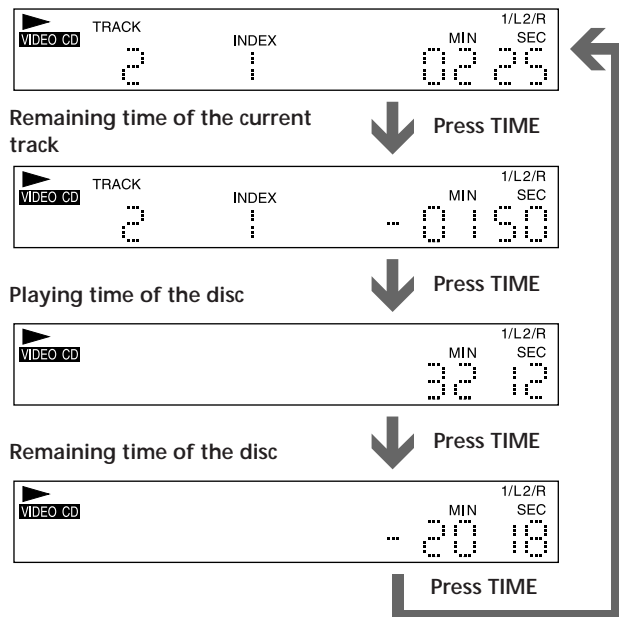 1/L2/R
VIDEO CD TRACK INDEX MIN SEC
2 1 02 25
Remaining time of the current
track
Press TIME
1/L2/R
VIDEO CD TRACK INDEX MIN SEC
2 1 - 01 50
Playing time of the disc
Press TIME
1/L2/R
VIDEO CD MIN SEC
32 12
Remaining time of the disc
Press TIME
1/L2/R
VIDEO CD MIN SEC
- 20 18
Press TIME